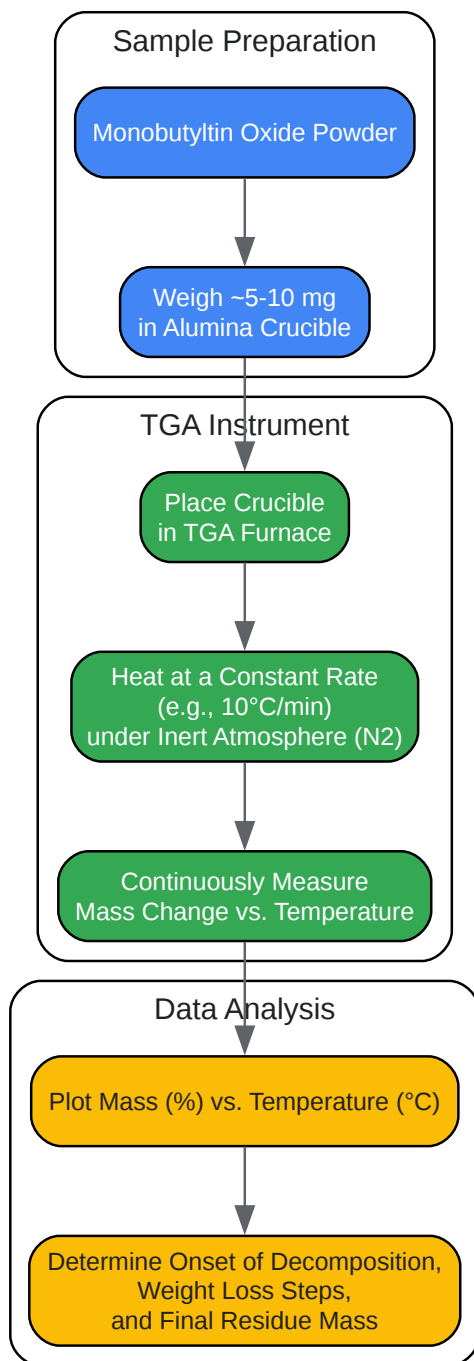 Sample Preparation
Monobutyltin Oxide Powder
Weigh ~5-10 mg
in Alumina Crucible
TGA Instrument
Place Crucible
in TGA Furnace
Heat at a Constant Rate
(e.g., 10°C/min)
under Inert Atmosphere (N2)
Continuously Measure
Mass Change vs. Temperature
Data Analysis
Plot Mass (%) vs. Temperature (°C)
Determine Onset of Decomposition,
Weight Loss Steps,
and Final Residue Mass